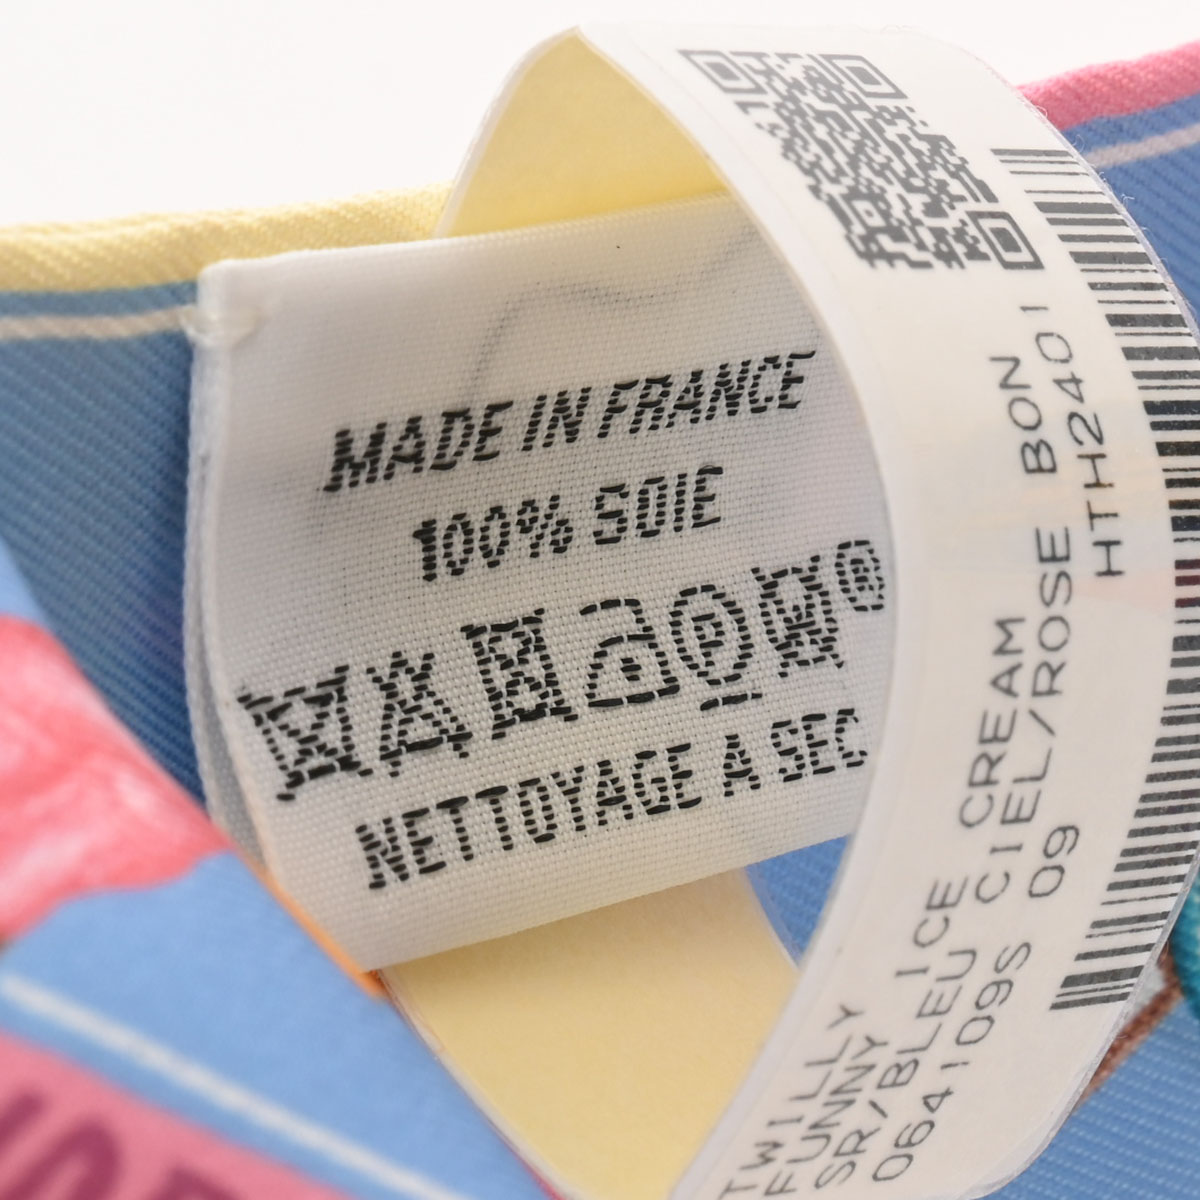 MADE IN FRANCE
100% SOIE
®
NETTOYAGE A SEC
TWILLY
FUNNY ICE CREAM
SR/BLEU CIEL/ROSE BON
064109S 09
HTH2401